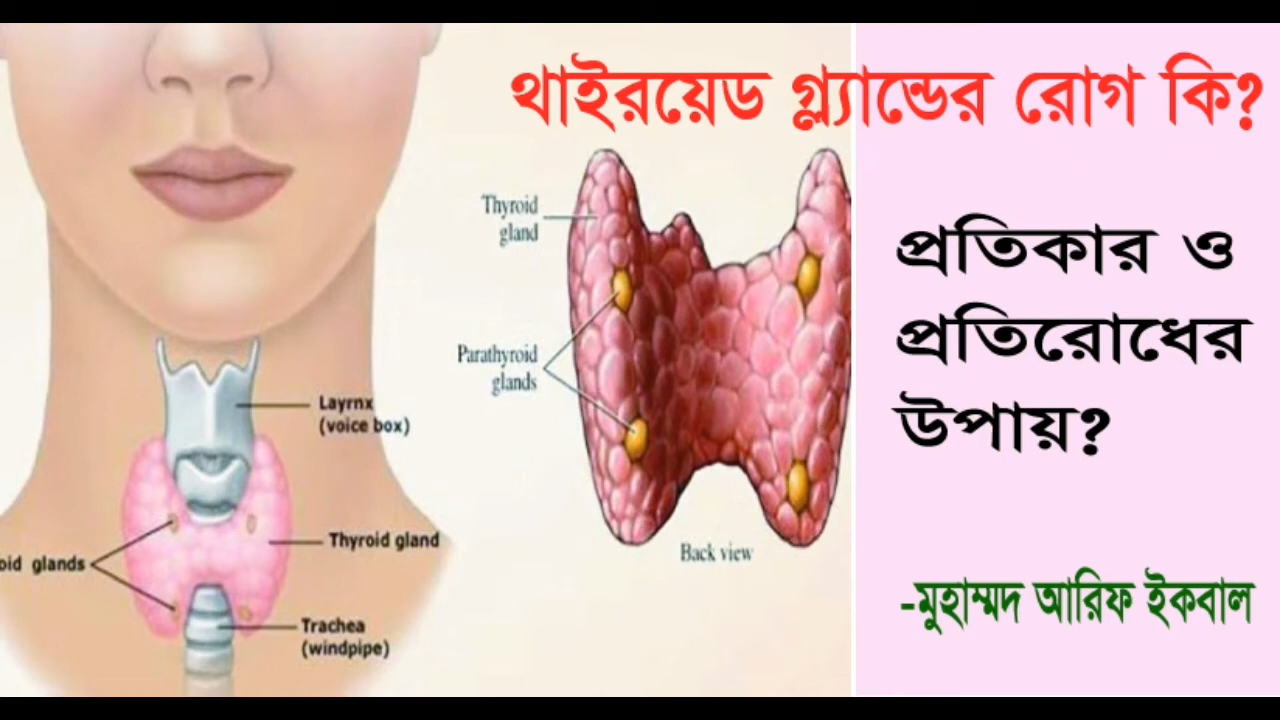 থাইরয়েড গ্ল্যান্ডের রোগ কি?
প্রতিকার ও
প্রতিরোধের
উপায়?
-মুহাম্মদ আরিফ ইকবাল
Thyroid
gland
Parathyroid
glands
Back view
Layrnx
(voice box)
Thyroid gland
oid glands
Trachea
(windpipe)